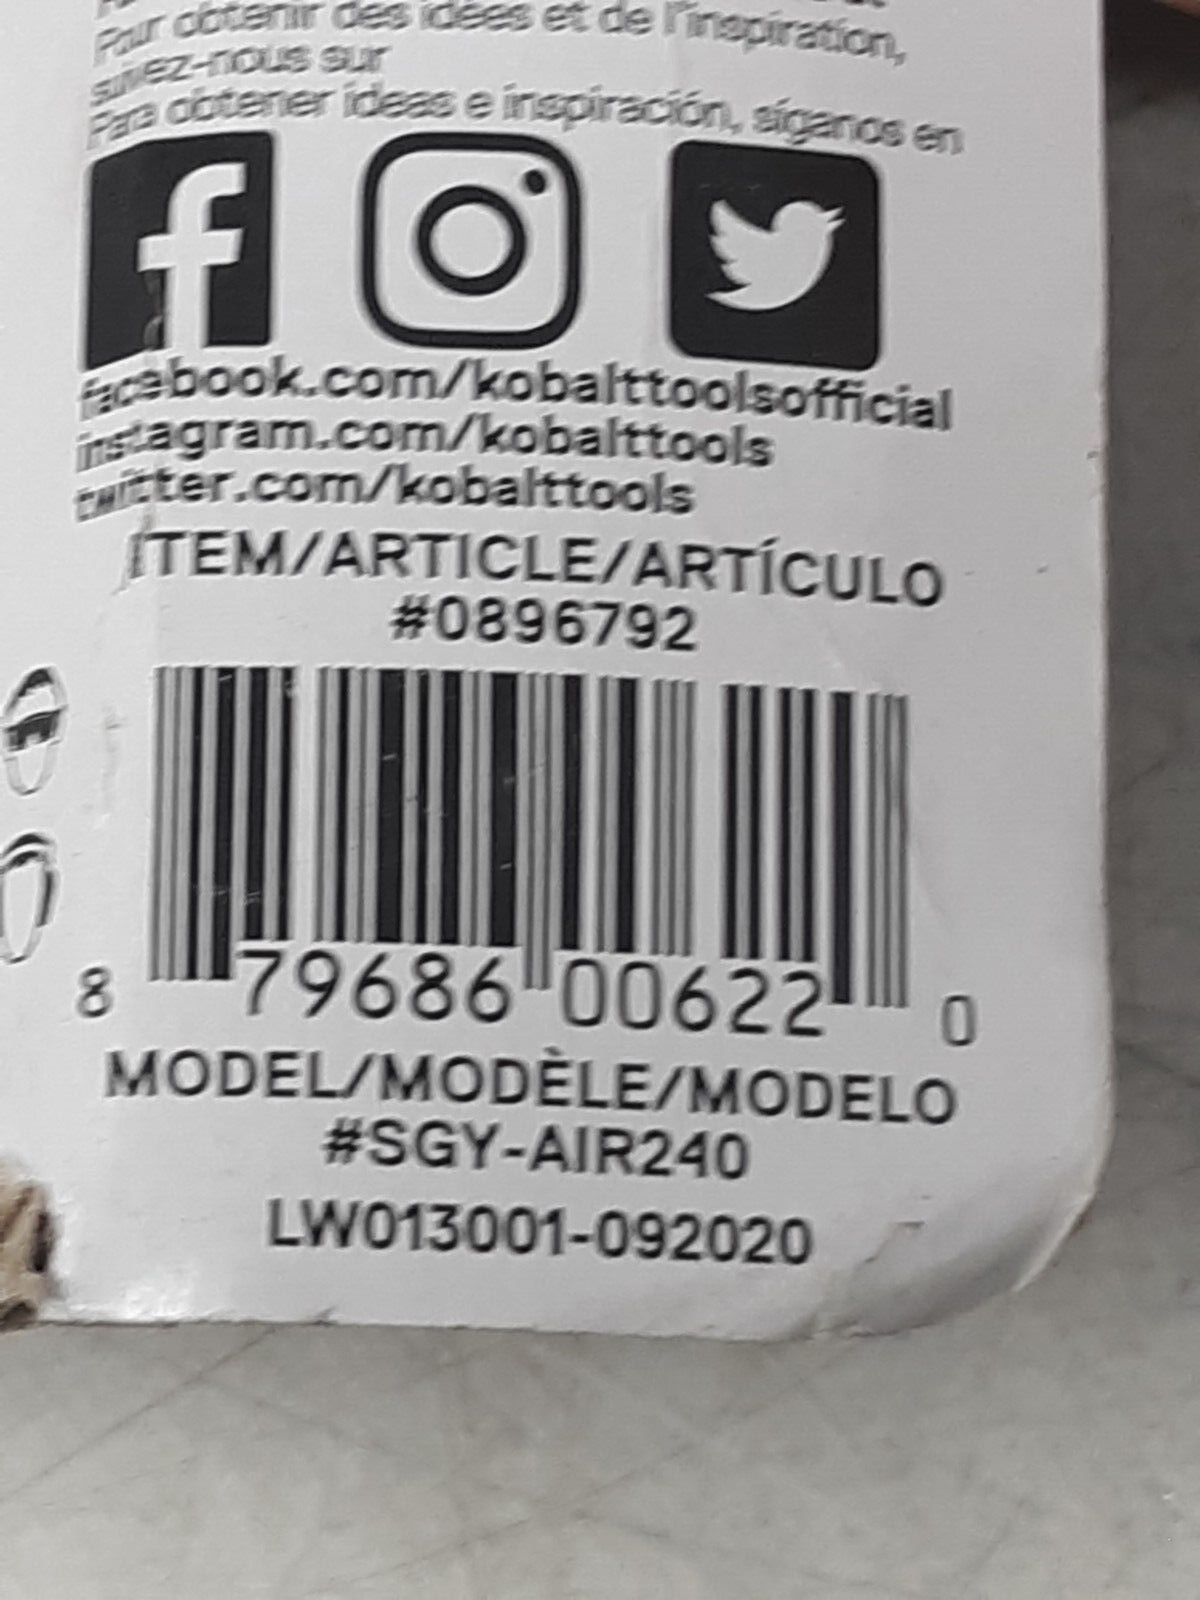 Pour obtenir des idées et de l'inspiration,
suivez-nous sur
Para obtener ideas e inspiración, síganos en
facebook.com/kobalttoolsofficial
instagram.com/kobalttools
twitter.com/kobalttools
ITEM/ARTICLE/ARTÍCULO
#0896792
8 79686 00622 0
MODEL/MODÈLE/MODELO
#SGY-AIR240
LW013001-092020